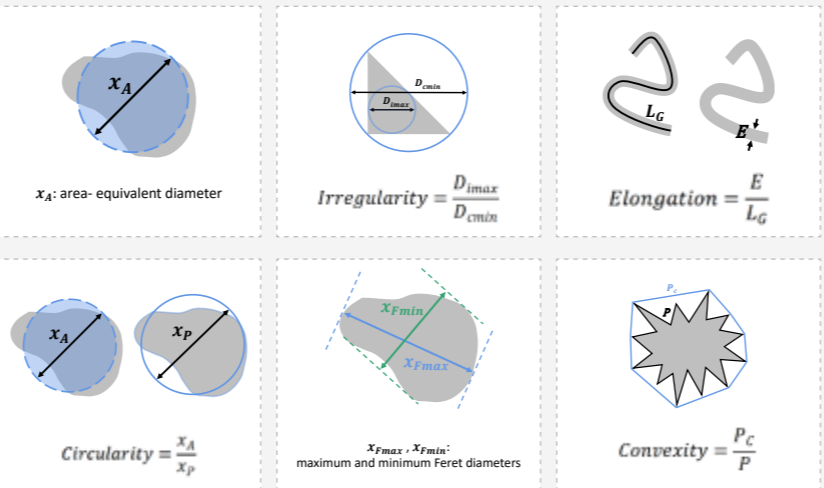 x_A
x_A: area- equivalent diameter
D_cmin
D_imax
Irregularity = D_imax / D_cmin
L_G
E
Elongation = E / L_G
x_A
x_P
Circularity = x_A / x_P
x_Fmin
x_Fmax
x_Fmax , x_Fmin:
maximum and minimum Feret diameters
P_c
P
Convexity = P_C / P